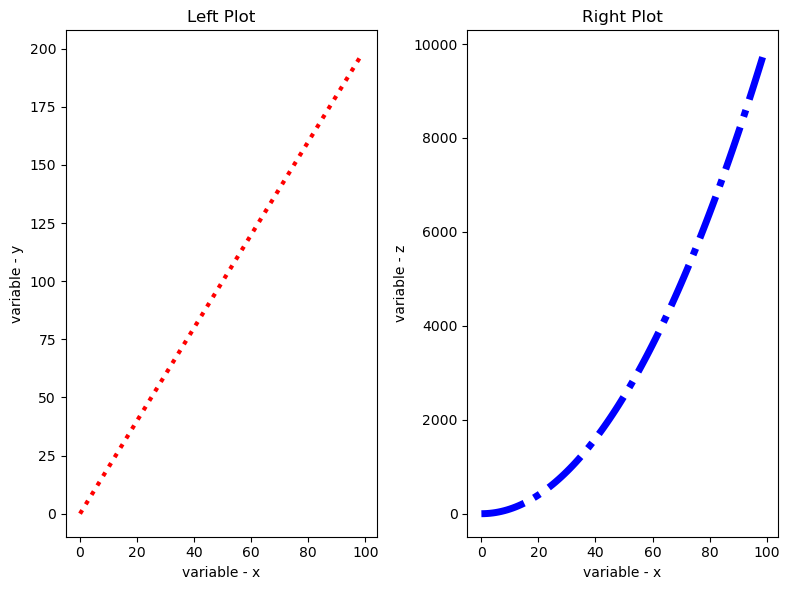 Left Plot
200
175
150
125
100
75
50
25
0
variable - y
0 20 40 60 80 100
variable - x
Right Plot
10000
8000
6000
4000
2000
0
variable - z
0 20 40 60 80 100
variable - x